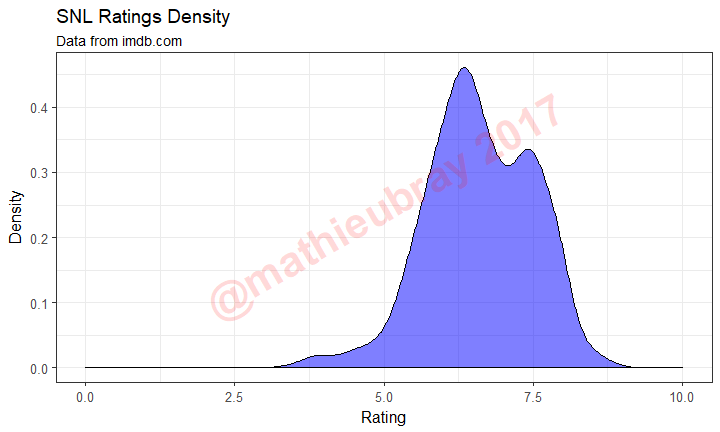 SNL Ratings Density
Data from imdb.com
0.4
0.3
0.2
0.1
0.0
Density
@mathieubray 2017
0.0 2.5 5.0 7.5 10.0
Rating